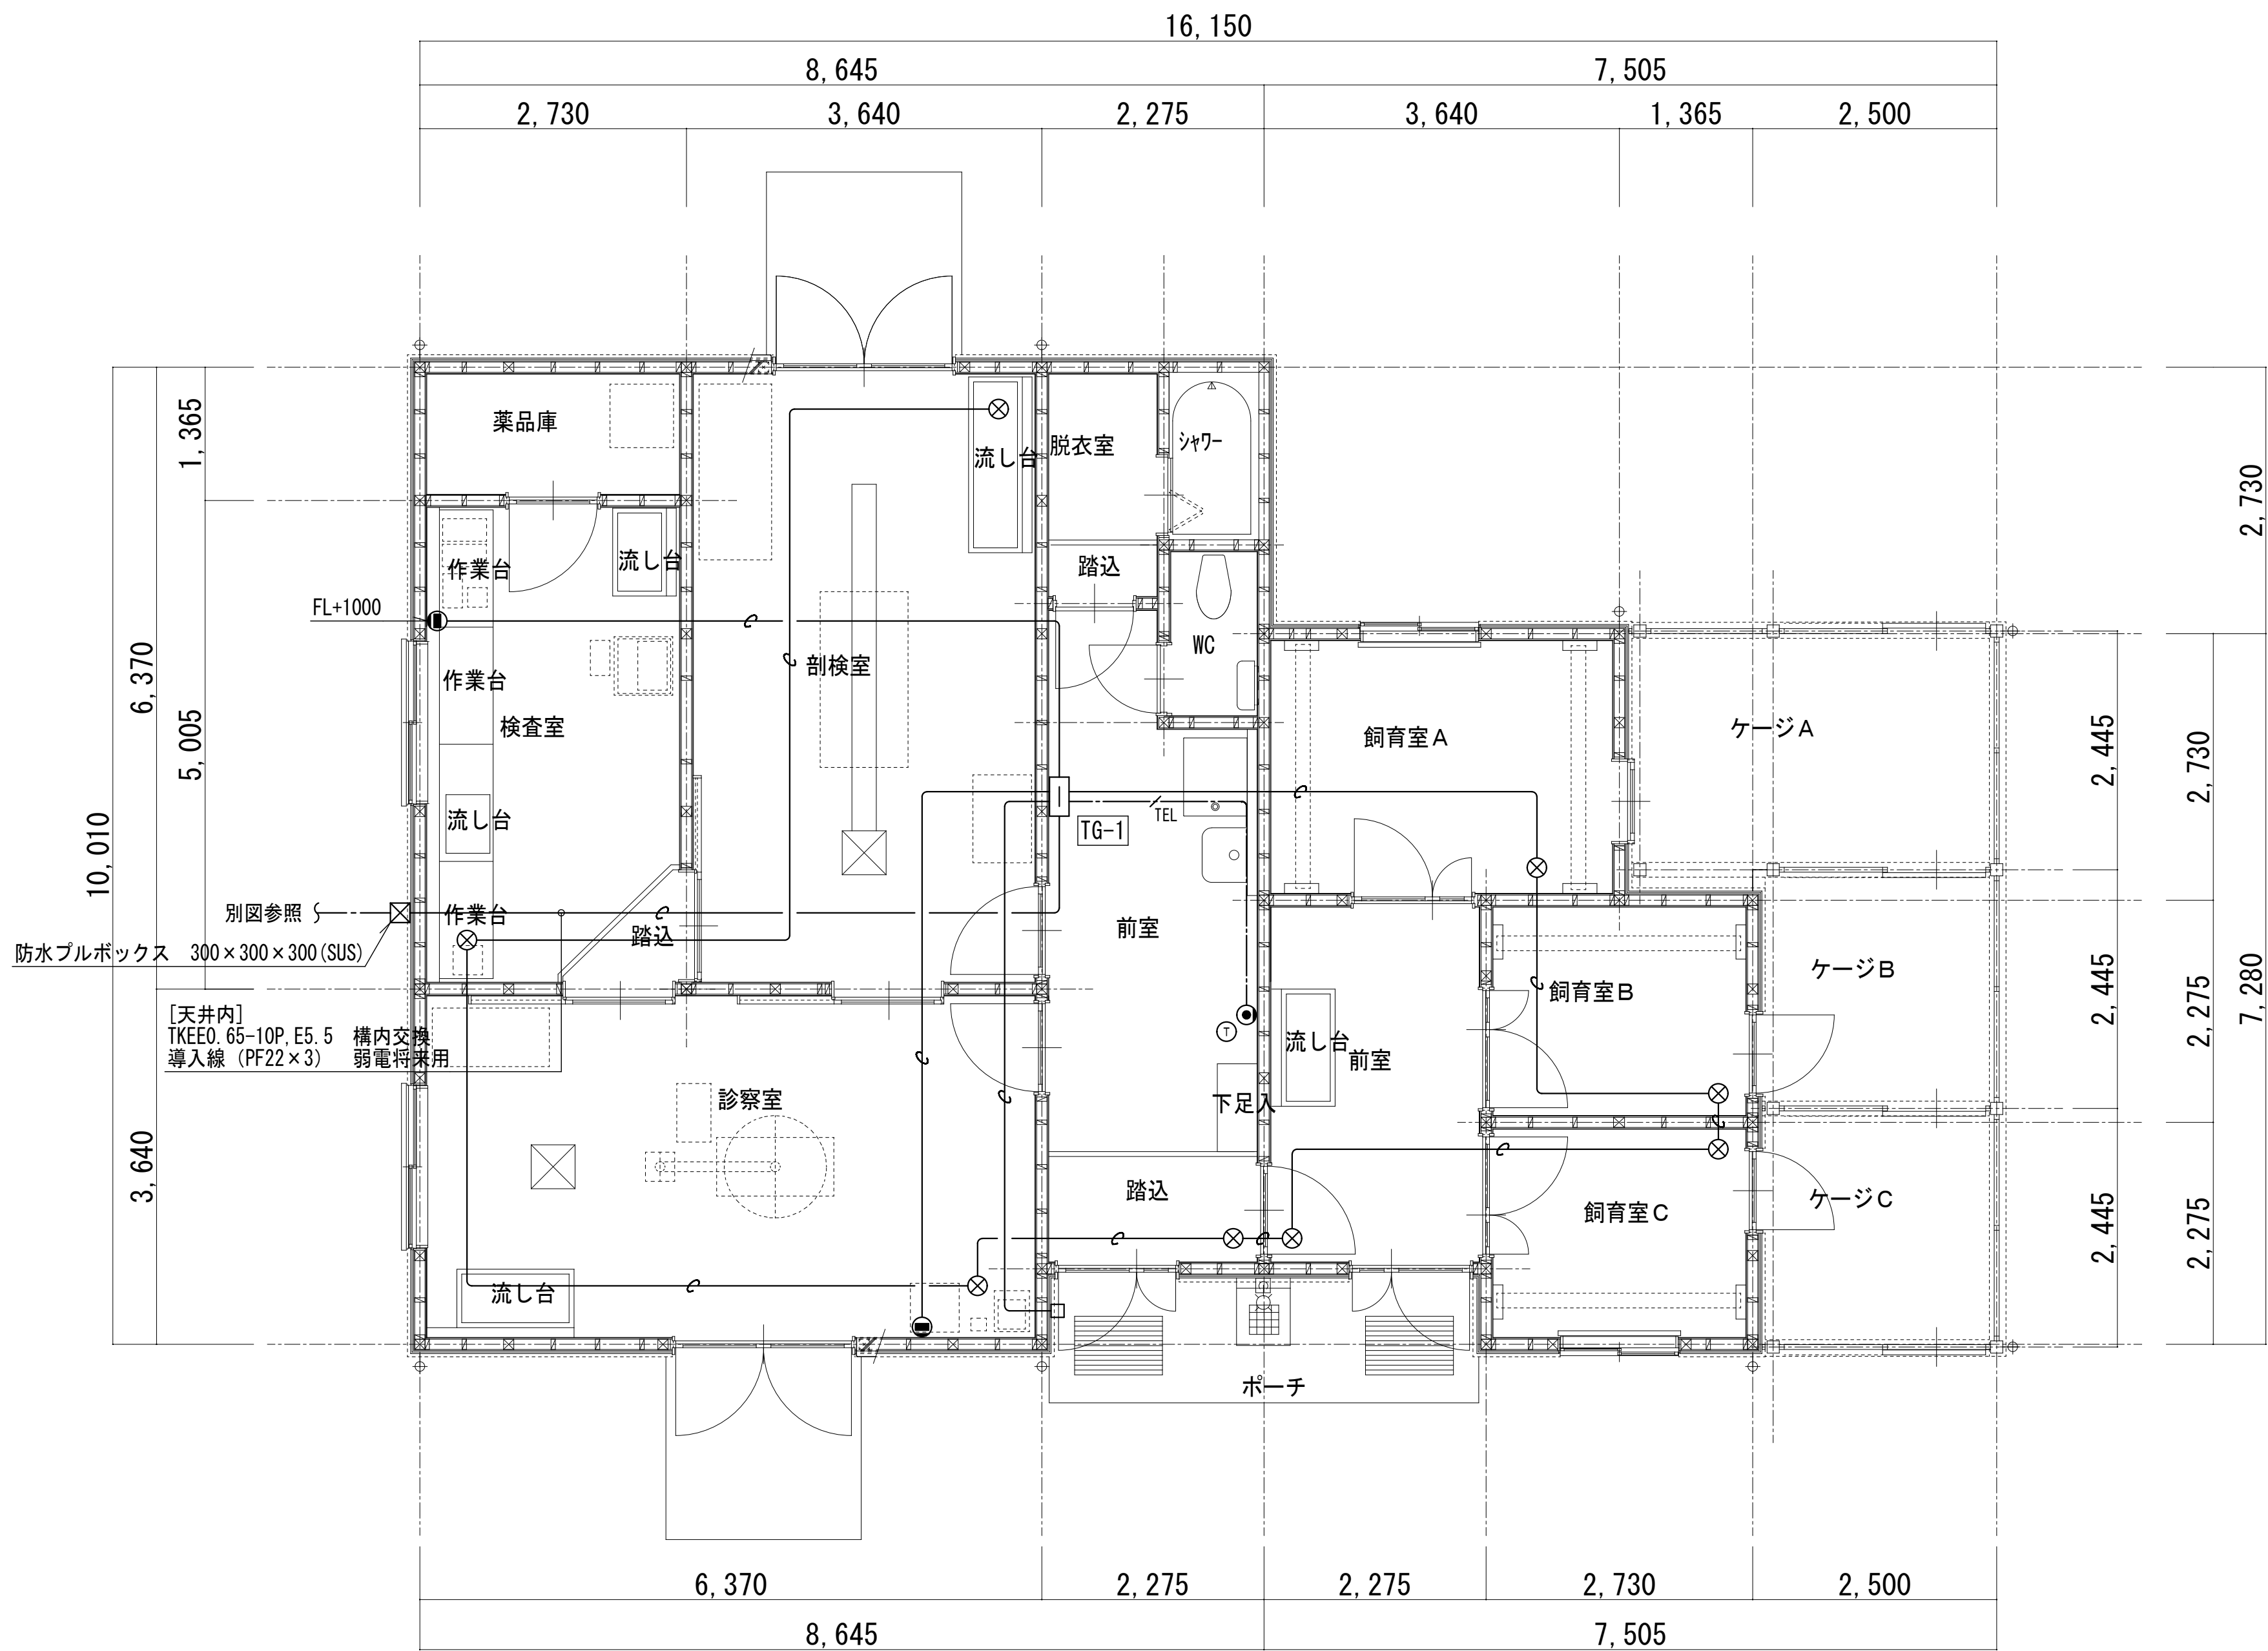 16,150
8,645
7,505
2,730
3,640
2,275
3,640
1,365
2,500
薬品庫
脱衣室
シャワー
流し台
作業台
流し台
踏込
FL+1000
WC
剖検室
作業台
検査室
飼育室A
ケージA
流し台
TG-1
TEL
別図参照
作業台
踏込
前室
防水プルボックス 300×300×300(SUS)
飼育室B
ケージB
[天井内]
TKEE0.65-10P,E5.5 構内交換
導入線 (PF22×3) 弱電将来用
T
流し台
前室
診察室
下足入
踏込
飼育室C
ケージC
流し台
ポーチ
1,365
5,005
6,370
3,640
10,010
2,445
2,445
2,445
2,730
2,275
2,275
2,730
7,280
6,370
2,275
2,275
2,730
2,500
8,645
7,505